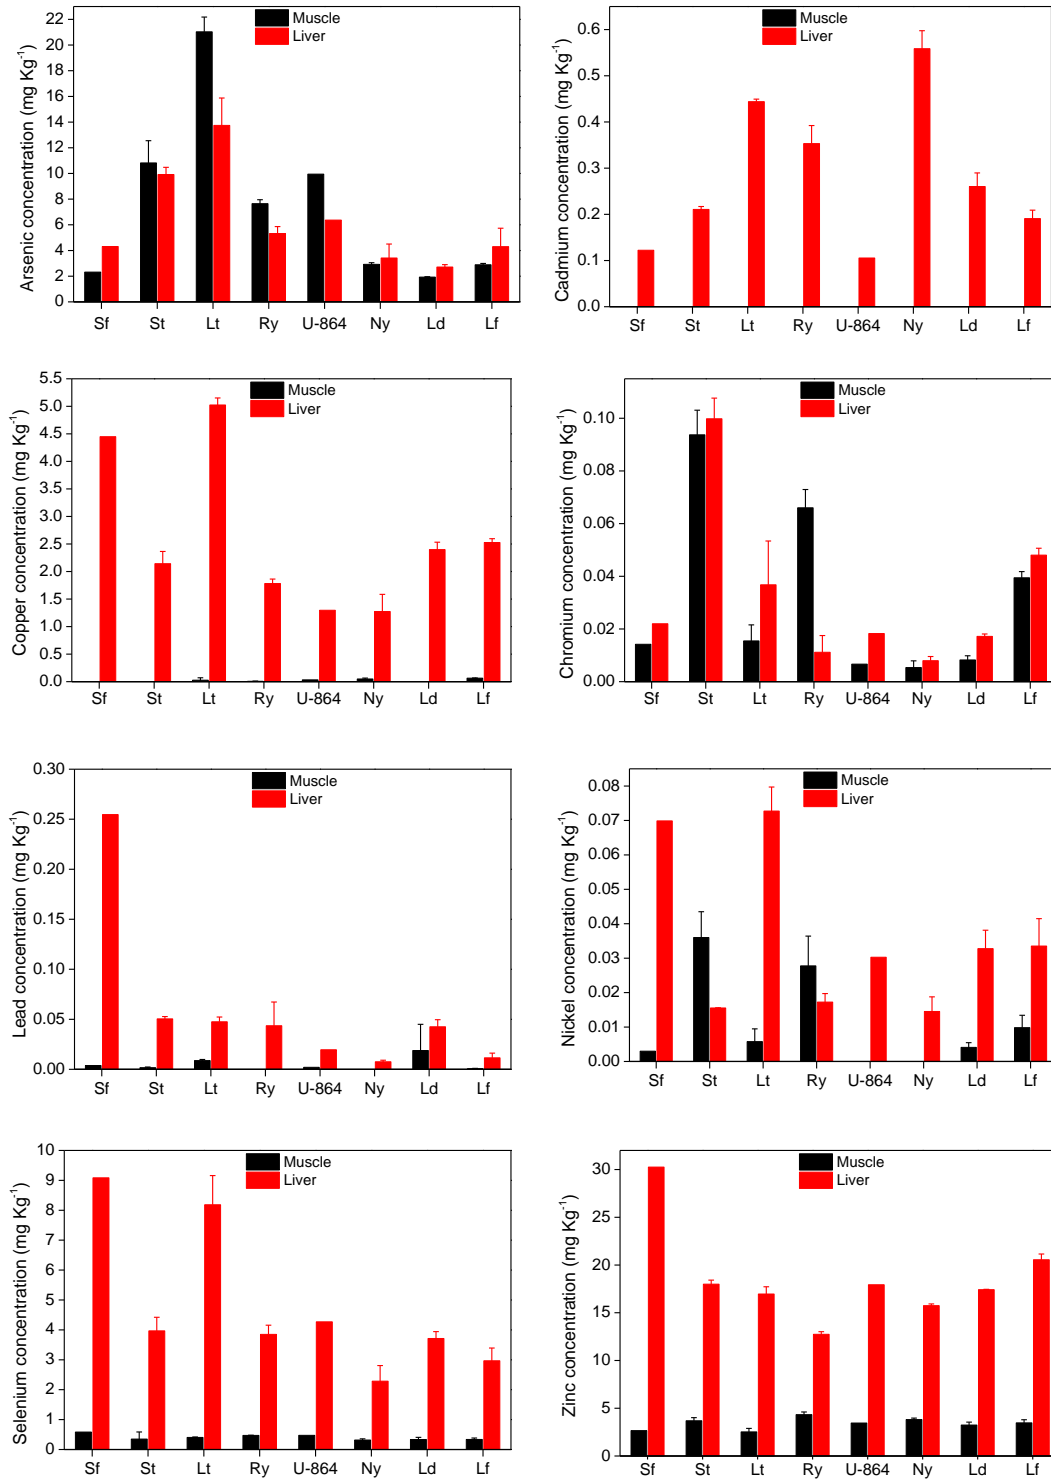 Arsenic concentration (mg Kg-1)
22
20
18
16
14
12
10
8
6
4
2
0
Muscle
Liver
Sf St Lt Ry U-864 Ny Ld Lf
Cadmium concentration (mg Kg-1)
0.6
0.5
0.4
0.3
0.2
0.1
0.0
Muscle
Liver
Sf St Lt Ry U-864 Ny Ld Lf
Copper concentration (mg Kg-1)
5.5
5.0
4.5
4.0
3.5
3.0
2.5
2.0
1.5
1.0
0.5
0.0
Muscle
Liver
Sf St Lt Ry U-864 Ny Ld Lf
Chromium concentration (mg Kg-1)
0.10
0.08
0.06
0.04
0.02
0.00
Muscle
Liver
Sf St Lt Ry U-864 Ny Ld Lf
Lead concentration (mg Kg-1)
0.30
0.25
0.20
0.15
0.10
0.05
0.00
Muscle
Liver
Sf St Lt Ry U-864 Ny Ld Lf
Nickel concentration (mg Kg-1)
0.08
0.07
0.06
0.05
0.04
0.03
0.02
0.01
0.00
Muscle
Liver
Sf St Lt Ry U-864 Ny Ld Lf
Selenium concentration (mg Kg-1)
10
9
8
7
6
5
4
3
2
1
0
Muscle
Liver
Sf St Lt Ry U-864 Ny Ld Lf
Zinc concentration (mg Kg-1)
30
25
20
15
10
5
0
Muscle
Liver
Sf St Lt Ry U-864 Ny Ld Lf